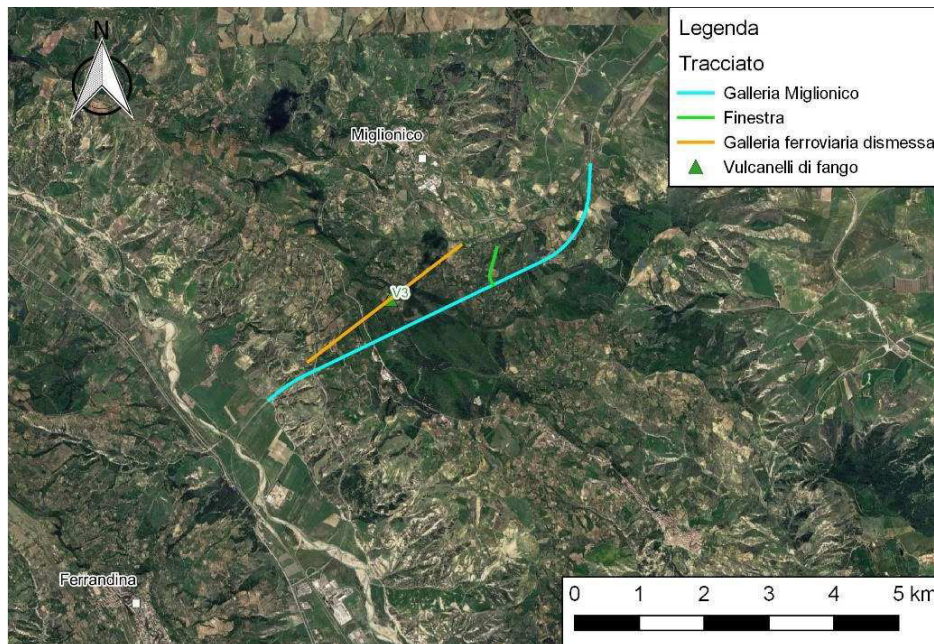 N
Legenda
Tracciato
Galleria Miglionico
Finestra
Galleria ferroviaria dismessa
Vulcanelli di fango
Miglionico
V3
Ferrandina
0 1 2 3 4 5 km